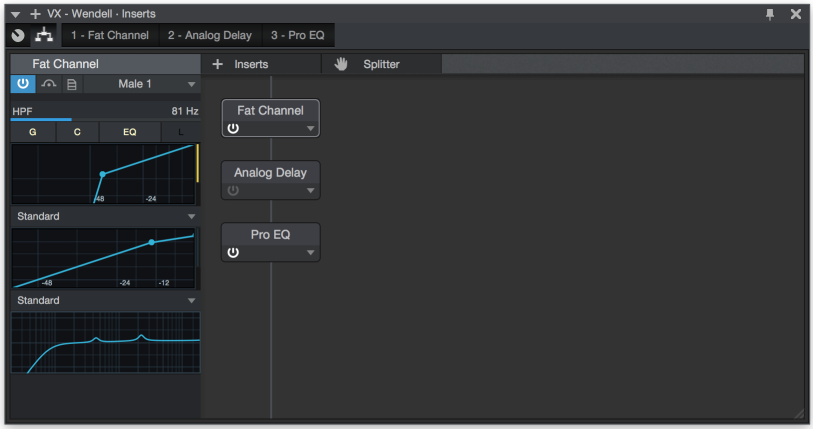 VX - Wendell · Inserts
1 - Fat Channel 2 - Analog Delay 3 - Pro EQ
Fat Channel Inserts Splitter
Male 1
HPF 81 Hz
G C EQ L
-48 -24
Standard
-48 -24 -12
Standard
Fat Channel
Analog Delay
Pro EQ